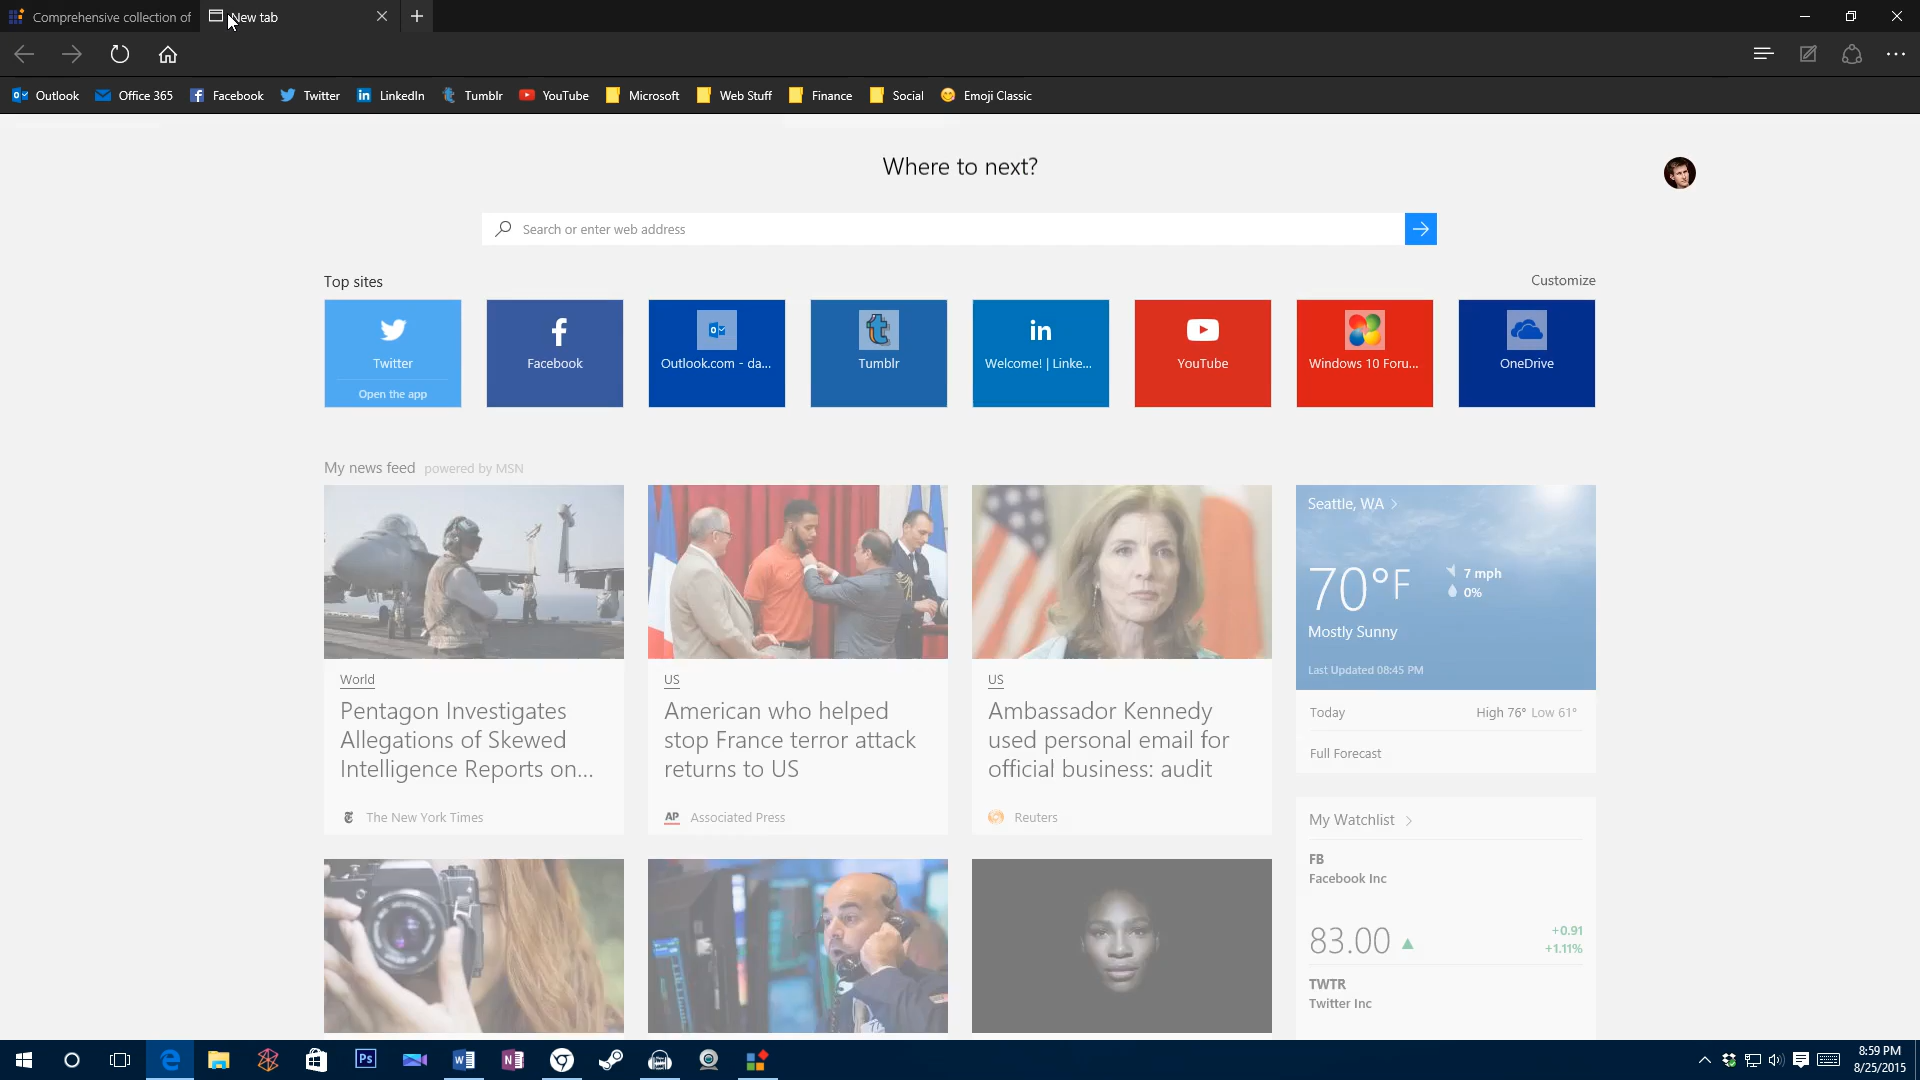 Comprehensive collection of
New tab
Outlook
Office 365
Facebook
Twitter
LinkedIn
Tumblr
YouTube
Microsoft
Web Stuff
Finance
Social
Emoji Classic
Where to next?
Search or enter web address
Top sites
Customize
Twitter
Open the app
Facebook
Outlook.com - da...
Tumblr
Welcome! | Linke...
YouTube
Windows 10 Foru...
OneDrive
My news feed powered by MSN
World
Pentagon Investigates
Allegations of Skewed
Intelligence Reports on...
The New York Times
US
American who helped
stop France terror attack
returns to US
AP Associated Press
US
Ambassador Kennedy
used personal email for
official business: audit
Reuters
Seattle, WA
70°F
7 mph
0%
Mostly Sunny
Last Updated 08:45 PM
Today High 76° Low 61°
Full Forecast
My Watchlist
FB
Facebook Inc
83.00
+0.91
+1.11%
TWTR
Twitter Inc
8:59 PM
8/25/2015